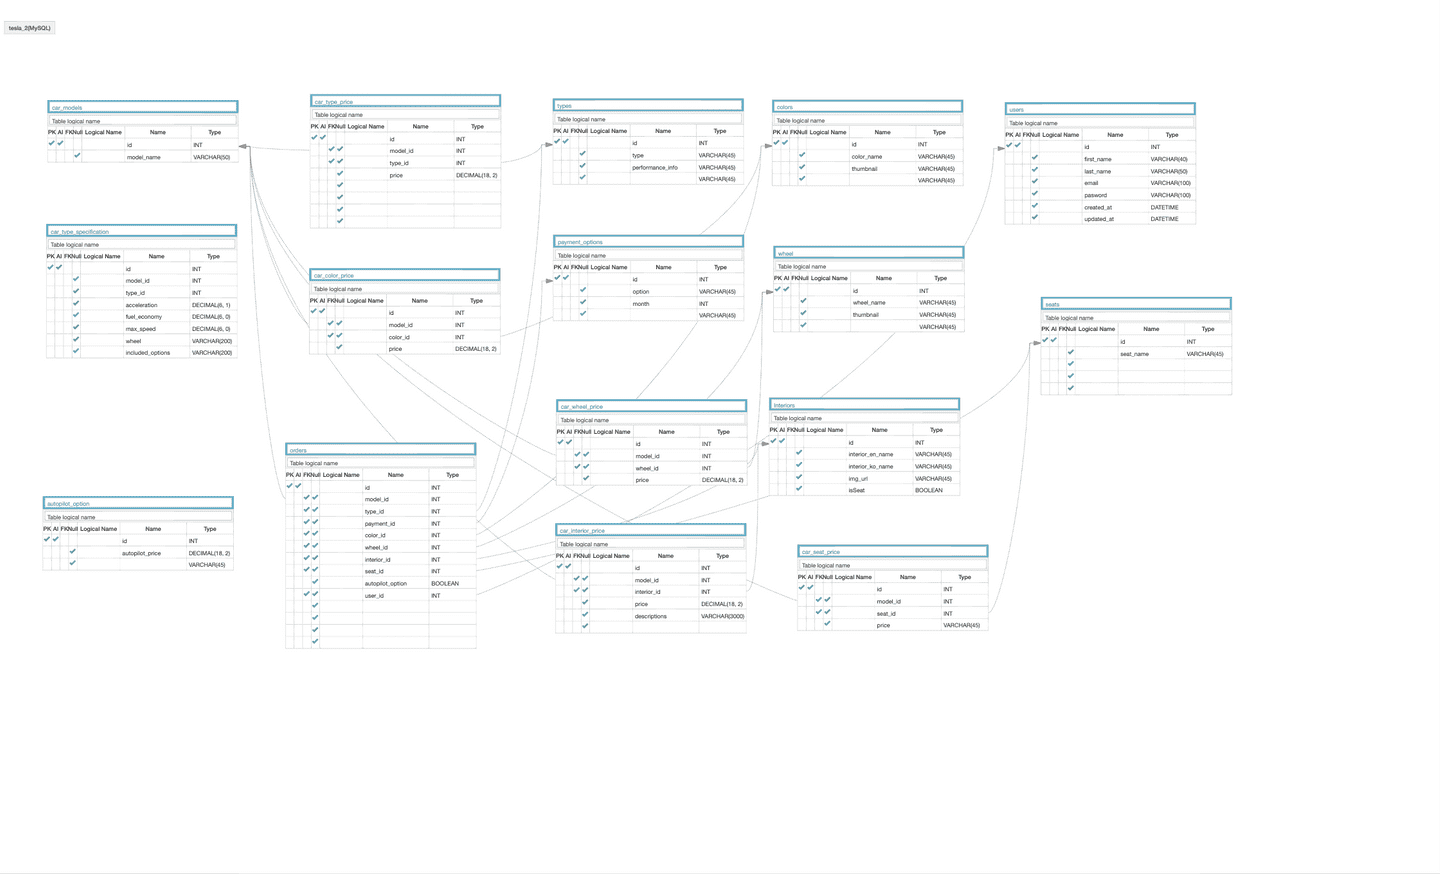 tesla_2(MySQL)
car_models
Table logical name
PK AI FK Null Logical Name Name Type
id INT
model_name VARCHAR(50)
car_type_price
Table logical name
PK AI FK Null Logical Name Name Type
id INT
model_id INT
type_id INT
price DECIMAL(18, 2)
types
Table logical name
PK AI FK Null Logical Name Name Type
id INT
type VARCHAR(45)
performance_info VARCHAR(45)
VARCHAR(45)
colors
Table logical name
PK AI FK Null Logical Name Name Type
id INT
color_name VARCHAR(45)
thumbnail VARCHAR(45)
VARCHAR(45)
users
Table logical name
PK AI FK Null Logical Name Name Type
id INT
first_name VARCHAR(40)
last_name VARCHAR(50)
email VARCHAR(100)
password VARCHAR(100)
created_at DATETIME
updated_at DATETIME
car_type_specification
Table logical name
PK AI FK Null Logical Name Name Type
id INT
model_id INT
type_id INT
acceleration DECIMAL(6, 1)
fuel_economy DECIMAL(6, 0)
max_speed DECIMAL(6, 0)
wheel VARCHAR(200)
included_options VARCHAR(200)
car_color_price
Table logical name
PK AI FK Null Logical Name Name Type
id INT
model_id INT
color_id INT
price DECIMAL(18, 2)
payment_options
Table logical name
PK AI FK Null Logical Name Name Type
id INT
option VARCHAR(45)
month INT
VARCHAR(45)
wheel
Table logical name
PK AI FK Null Logical Name Name Type
id INT
wheel_name VARCHAR(45)
thumbnail VARCHAR(45)
VARCHAR(45)
seats
Table logical name
PK AI FK Null Logical Name Name Type
id INT
seat_name VARCHAR(45)
orders
Table logical name
PK AI FK Null Logical Name Name Type
id INT
model_id INT
type_id INT
payment_id INT
color_id INT
wheel_id INT
interior_id INT
seat_id INT
autopilot_option BOOLEAN
user_id INT
car_wheel_price
Table logical name
PK AI FK Null Logical Name Name Type
id INT
model_id INT
wheel_id INT
price DECIMAL(18, 2)
interiors
Table logical name
PK AI FK Null Logical Name Name Type
id INT
interior_en_name VARCHAR(45)
interior_ko_name VARCHAR(45)
img_url VARCHAR(45)
isSeat BOOLEAN
autopilot_option
Table logical name
PK AI FK Null Logical Name Name Type
id INT
autopilot_price DECIMAL(18, 2)
VARCHAR(45)
car_interior_price
Table logical name
PK AI FK Null Logical Name Name Type
id INT
model_id INT
interior_id INT
price DECIMAL(18, 2)
descriptions VARCHAR(3000)
car_seat_price
Table logical name
PK AI FK Null Logical Name Name Type
id INT
model_id INT
seat_id INT
price VARCHAR(45)